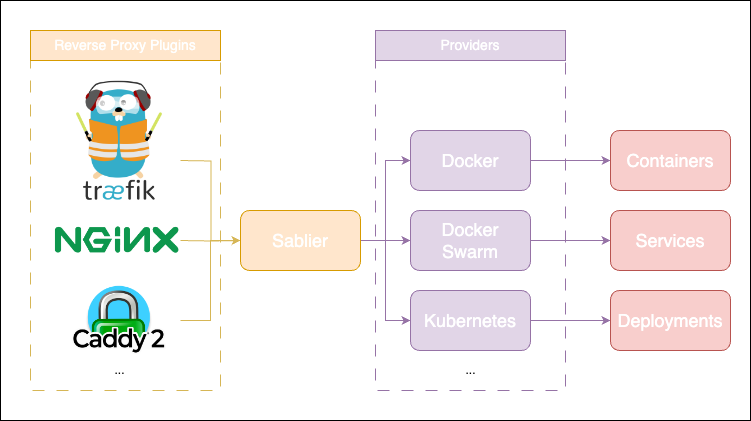 Reverse Proxy Plugins
Providers
træfik
NGINX
Caddy 2
...
Sablier
Docker
Docker
Swarm
Kubernetes
...
Containers
Services
Deployments